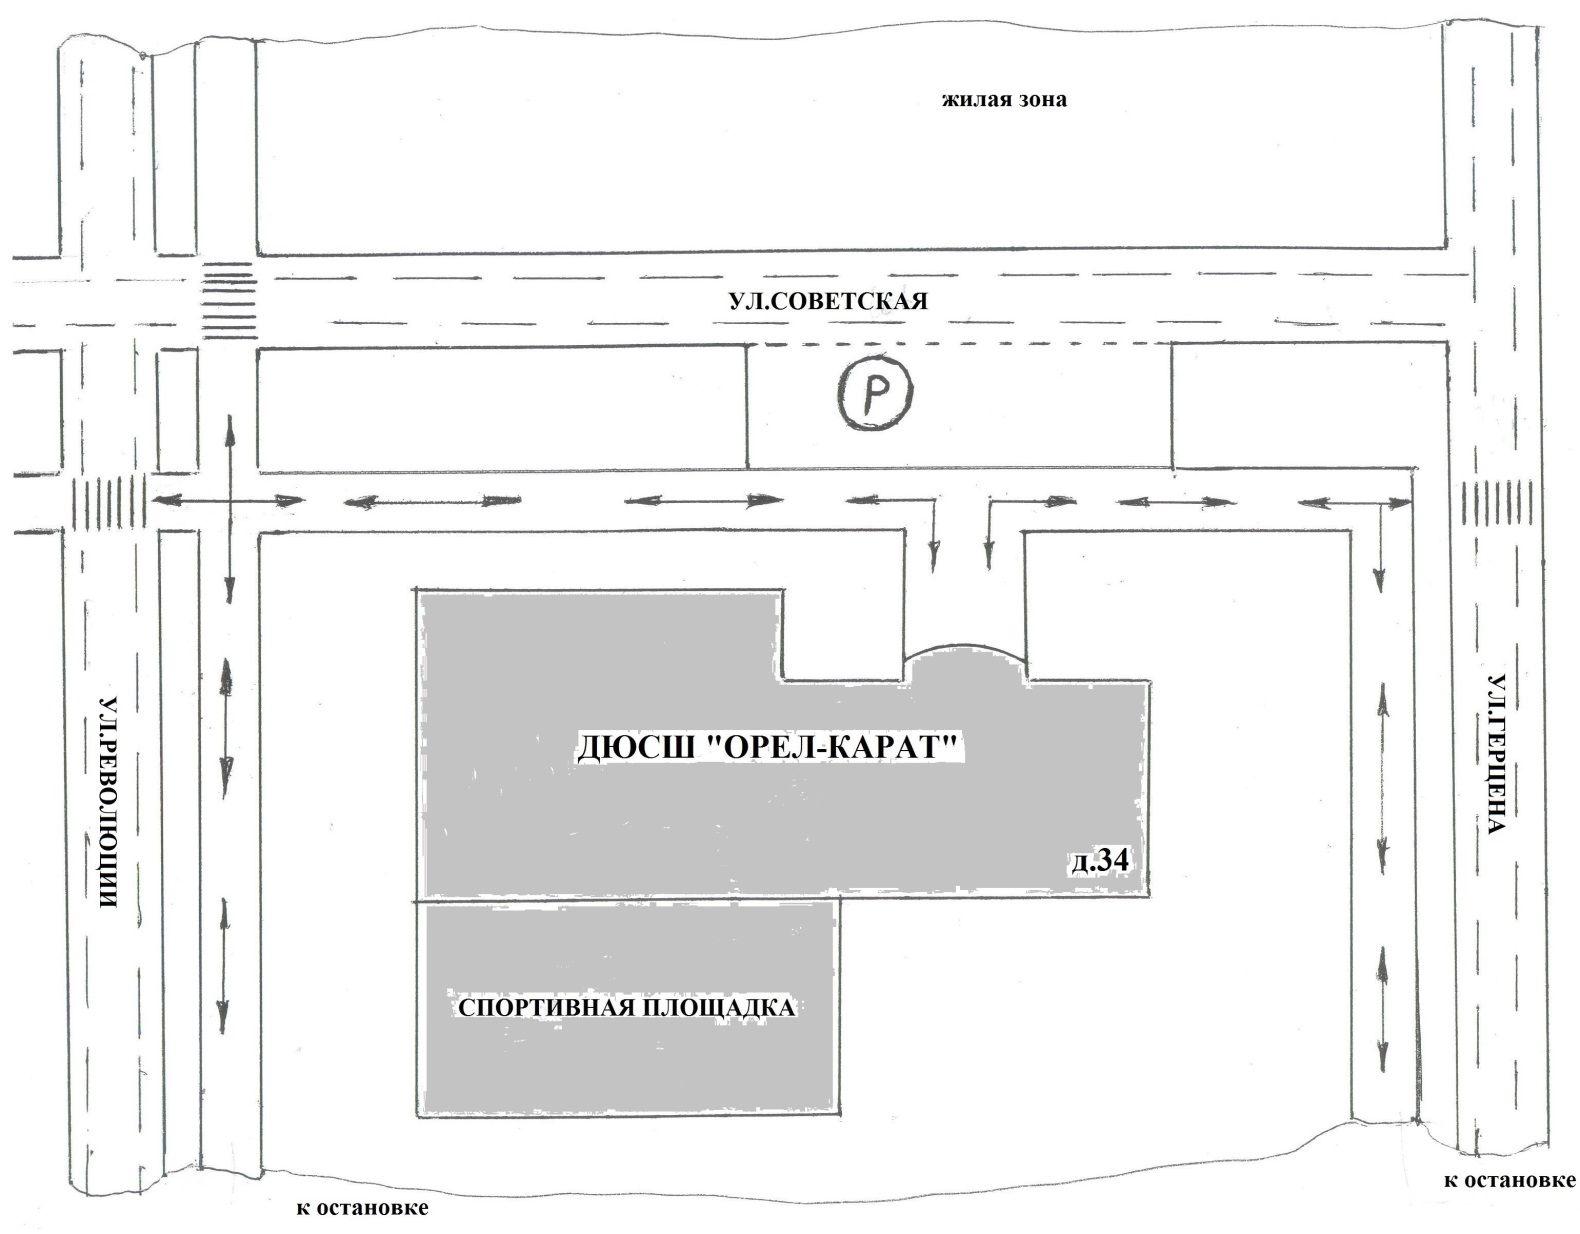 жилая зона
УЛ.СОВЕТСКАЯ
P
УЛ.РЕВОЛЮЦИИ
ДЮСШ "ОРЕЛ-КАРАТ"
д.34
УЛ.ГЕРЦЕНА
СПОРТИВНАЯ ПЛОЩАДКА
к остановке
к остановке